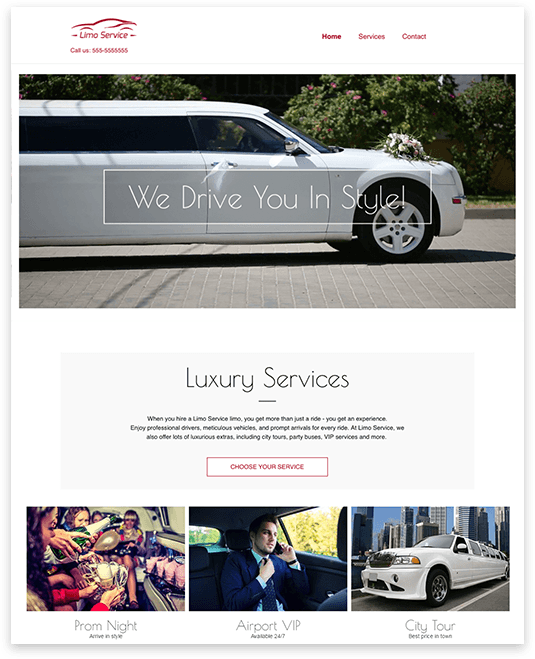 Limo Service
Call us: 555-5555555
Home Services Contact
We Drive You In Style!
Luxury Services
When you hire a Limo Service limo, you get more than just a ride - you get an experience.
Enjoy professional drivers, meticulous vehicles, and prompt arrivals for every ride. At Limo Service, we
also offer lots of luxurious extras, including city tours, party buses, VIP services and more.
CHOOSE YOUR SERVICE
Prom Night
Arrive in style
Airport VIP
Available 24/7
City Tour
Best price in town